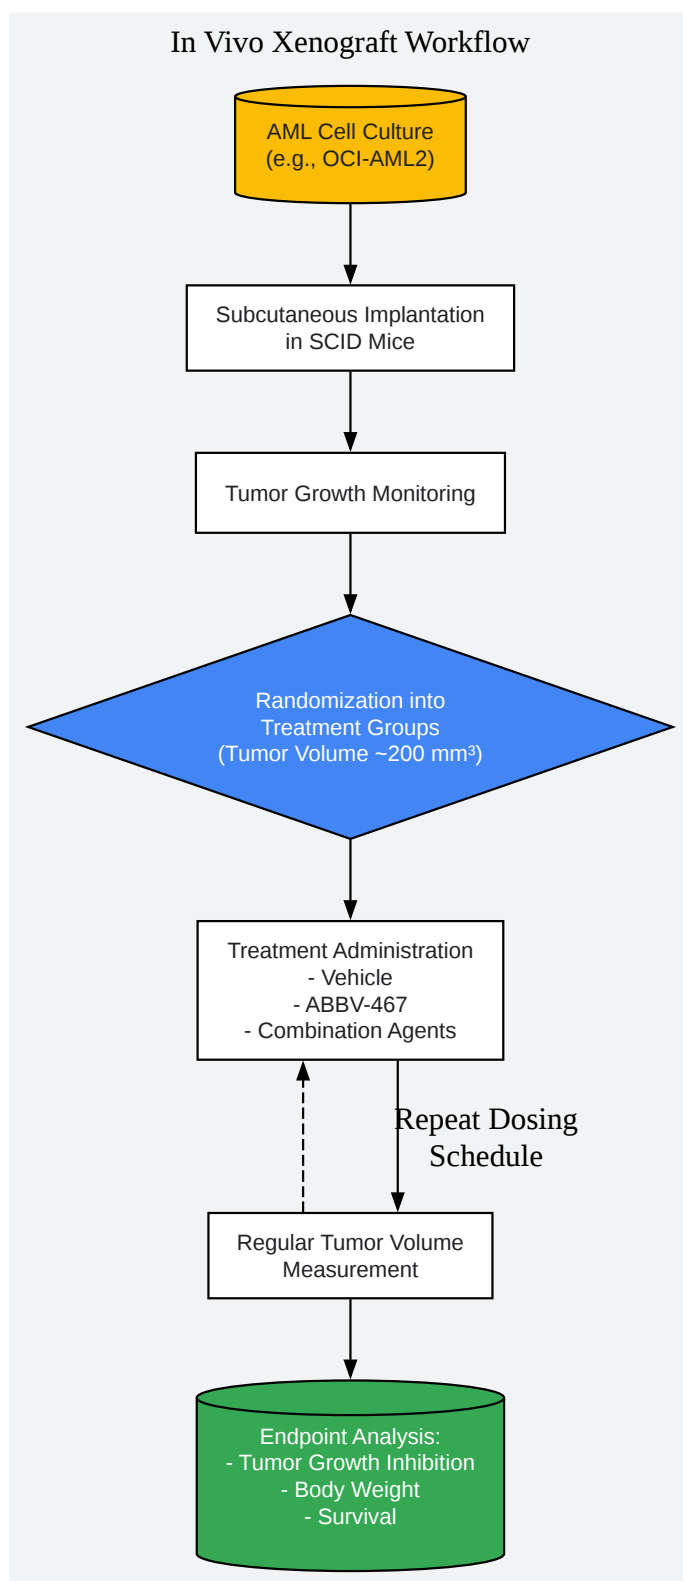 In Vivo Xenograft Workflow
AML Cell Culture
(e.g., OCI-AML2)
Subcutaneous Implantation
in SCID Mice
Tumor Growth Monitoring
Randomization into
Treatment Groups
(Tumor Volume ~200 mm³)
Treatment Administration
- Vehicle
- ABBV-467
- Combination Agents
Repeat Dosing
Schedule
Regular Tumor Volume
Measurement
Endpoint Analysis:
- Tumor Growth Inhibition
- Body Weight
- Survival